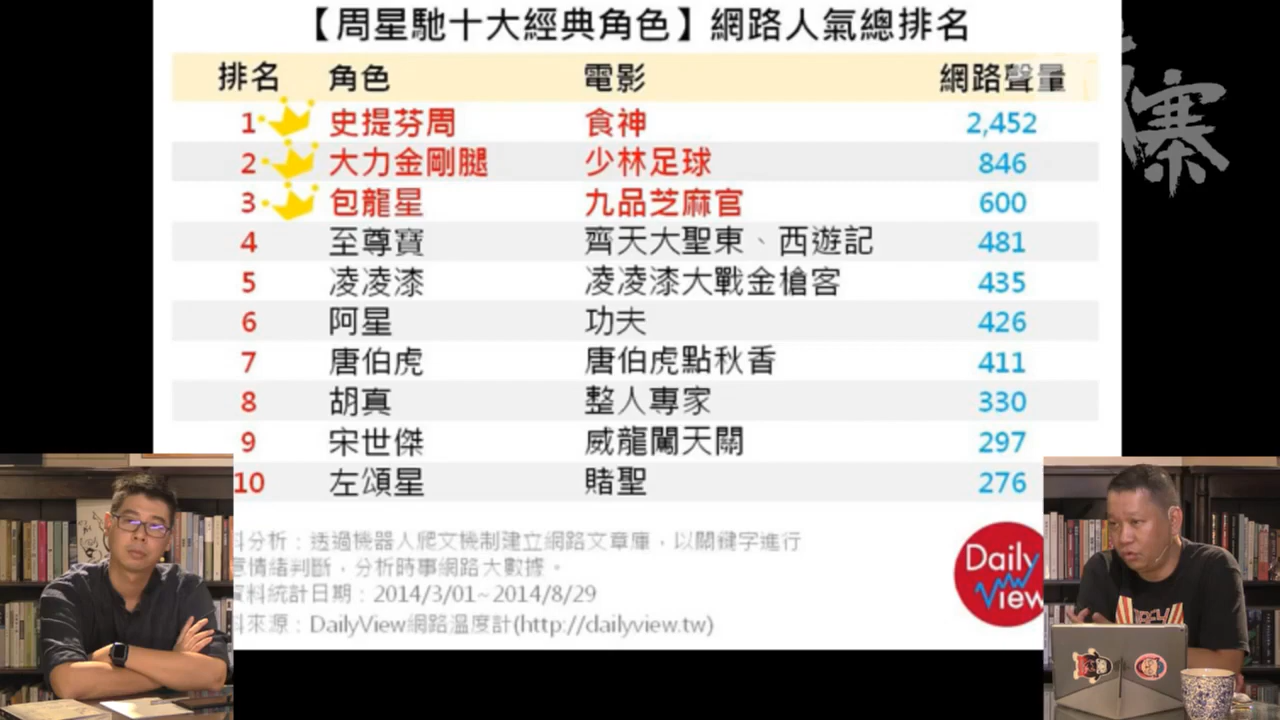 【周星馳十大經典角色】網路人氣總排名
排名 角色 電影 網路聲量
1 史提芬周 食神 2,452
2 大力金剛腿 少林足球 846
3 包龍星 九品芝麻官 600
4 至尊寶 齊天大聖東、西遊記 481
5 凌凌漆 凌凌漆大戰金槍客 435
6 阿星 功夫 426
7 唐伯虎 唐伯虎點秋香 411
8 胡真 整人專家 330
9 宋世傑 威龍闖天關 297
10 左頌星 賭聖 276
分析：透過機器人爬文機制建立網路文章庫，以關鍵字進行
情緒判斷，分析時事網路大數據。
資料統計日期：2014/3/01~2014/8/29
來源：DailyView網路溫度計(http://dailyview.tw)
Daily
View
寨